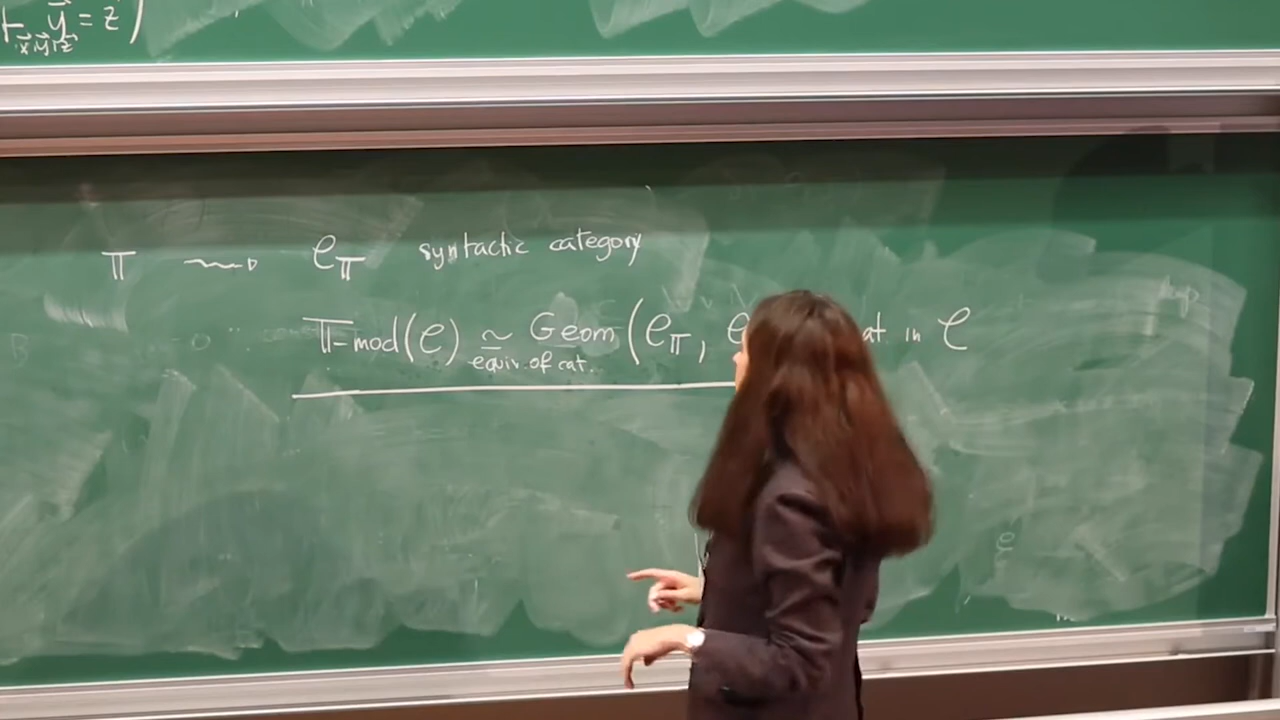 ⊢x⃗,y⃗,z⃗ y⃗ = z⃗)
𝕋 ⇝ 𝒞_𝕋 syntactic category
𝕋-mod(𝒞) ≃ Geom(𝒞_𝕋, 𝒞 at in 𝒞
equiv. of cat.